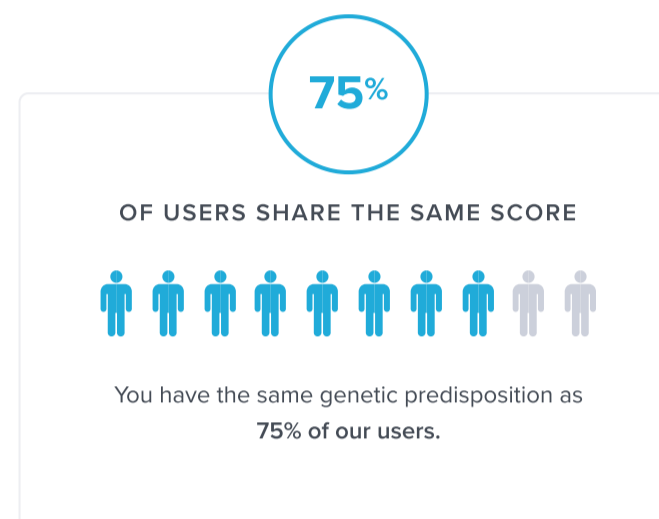 75%
OF USERS SHARE THE SAME SCORE
You have the same genetic predisposition as
75% of our users.